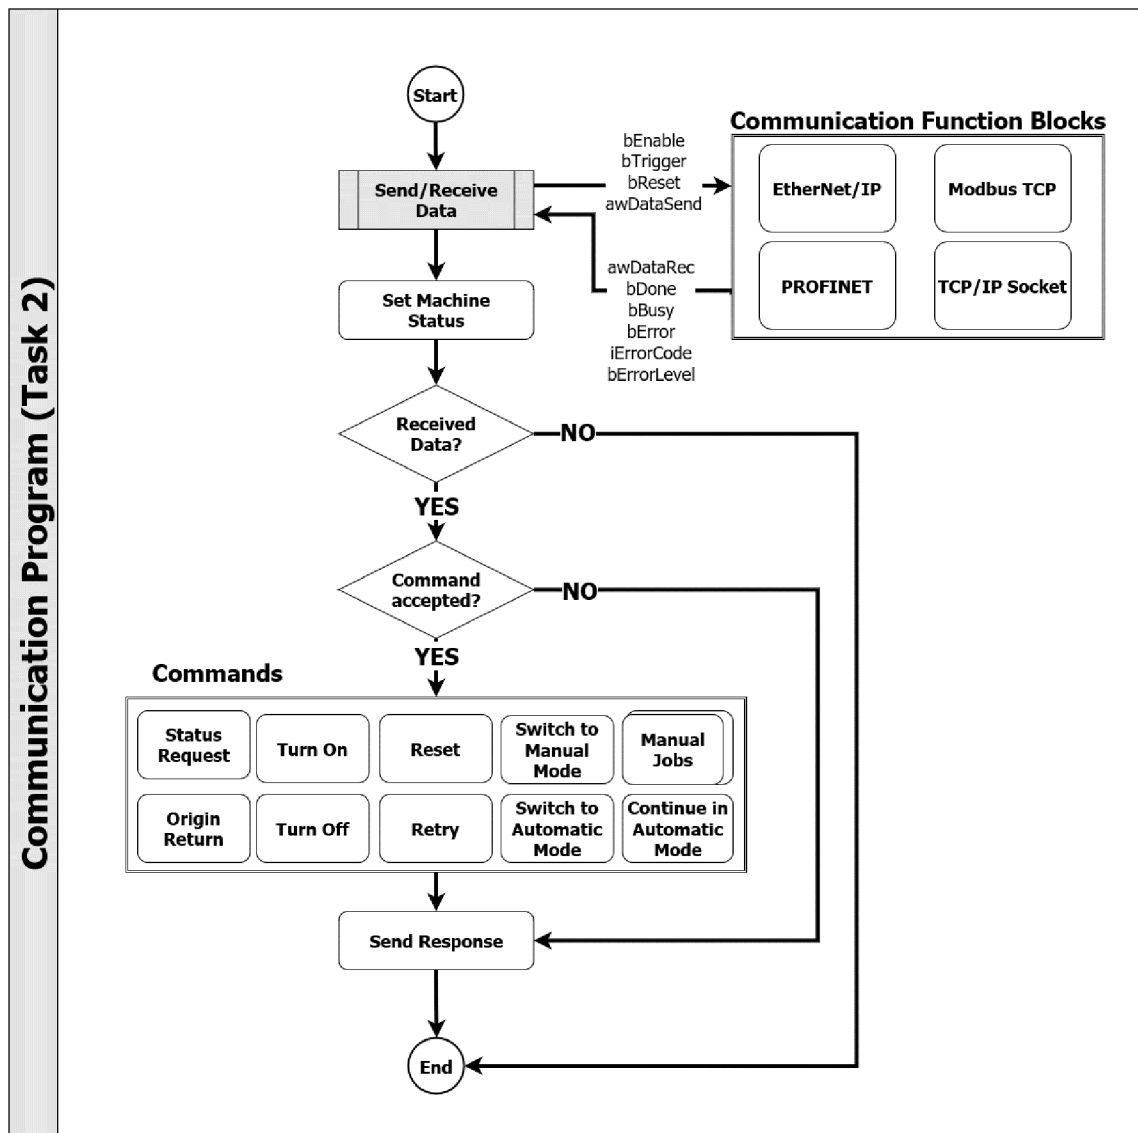 Communication Program (Task 2)
Start
Communication Function Blocks
bEnable
bTrigger
bReset
awDataSend
Send/Receive
Data
EtherNet/IP
Modbus TCP
PROFINET
TCP/IP Socket
awDataRec
bDone
bBusy
bError
iErrorCode
bErrorLevel
Set Machine
Status
Received
Data?
NO
YES
Command
accepted?
NO
YES
Commands
Status
Request
Turn On
Reset
Switch to
Manual
Mode
Manual
Jobs
Origin
Return
Turn Off
Retry
Switch to
Automatic
Mode
Continue in
Automatic
Mode
Send Response
End